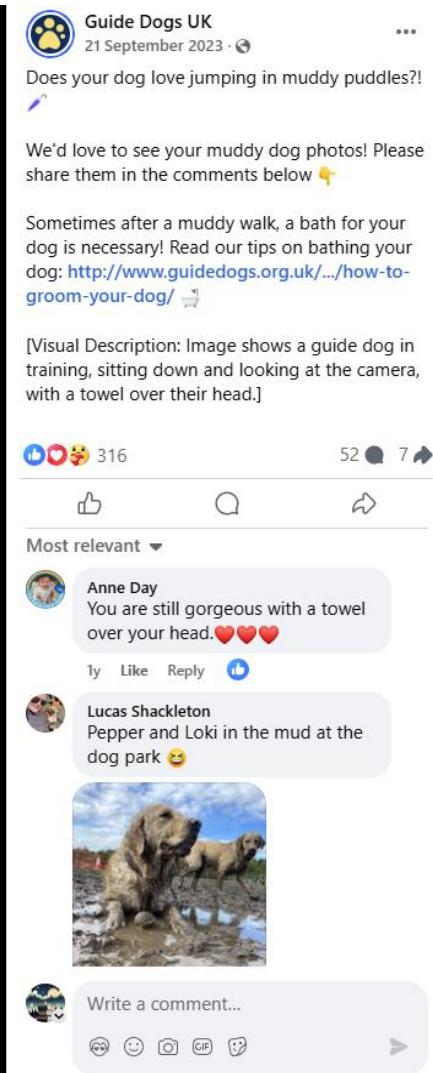 Guide Dogs UK
21 September 2023 ·
Does your dog love jumping in muddy puddles?!
We'd love to see your muddy dog photos! Please
share them in the comments below 👇
Sometimes after a muddy walk, a bath for your
dog is necessary! Read our tips on bathing your
dog: http://www.guidedogs.org.uk/.../how-to-
groom-your-dog/ 🛁
[Visual Description: Image shows a guide dog in
training, sitting down and looking at the camera,
with a towel over their head.]
316 52 7
Most relevant
Anne Day
You are still gorgeous with a towel
over your head.❤️❤️❤️
1y Like Reply
Lucas Shackleton
Pepper and Loki in the mud at the
dog park 😆
Write a comment...
GIF